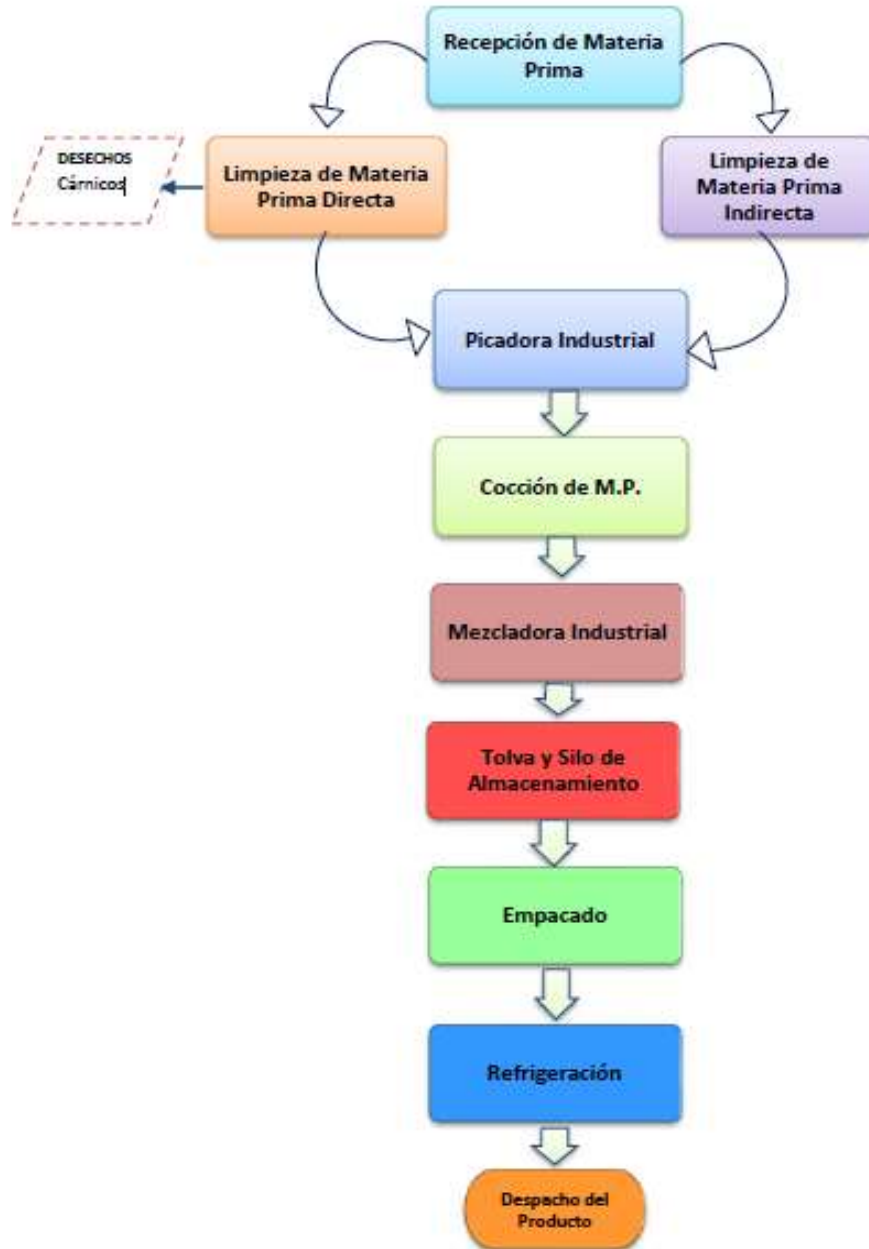 Recepción de Materia
Prima
DESECHOS
Cárnicos
Limpieza de Materia
Prima Directa
Limpieza de
Materia Prima
Indirecta
Picadora Industrial
Cocción de M.P.
Mezcladora Industrial
Tolva y Silo de
Almacenamiento
Empacado
Refrigeración
Despacho del
Producto